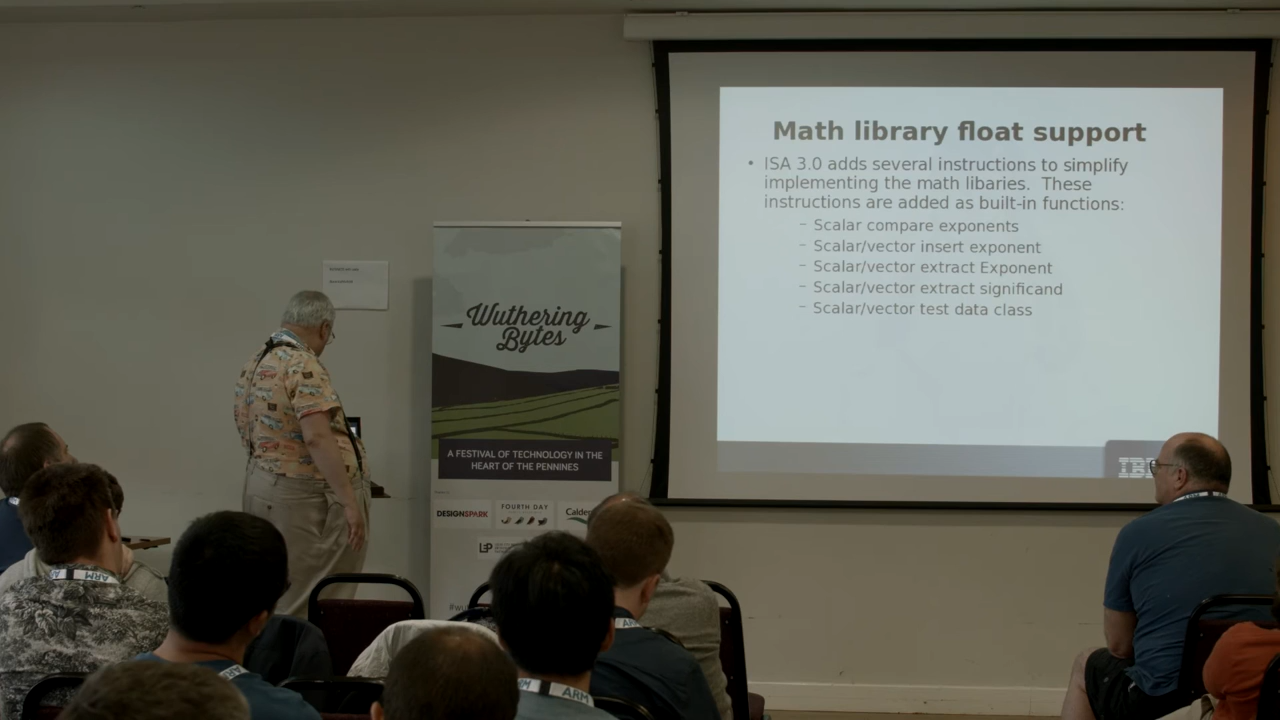 Math library float support
• ISA 3.0 adds several instructions to simplify
implementing the math libaries. These
instructions are added as built-in functions:
– Scalar compare exponents
– Scalar/vector insert exponent
– Scalar/vector extract Exponent
– Scalar/vector extract significand
– Scalar/vector test data class
IBM
Wuthering
Bytes
A FESTIVAL OF TECHNOLOGY IN THE
HEART OF THE PENNINES
DESIGNSPARK
FOURTH DAY
ARM
ARM